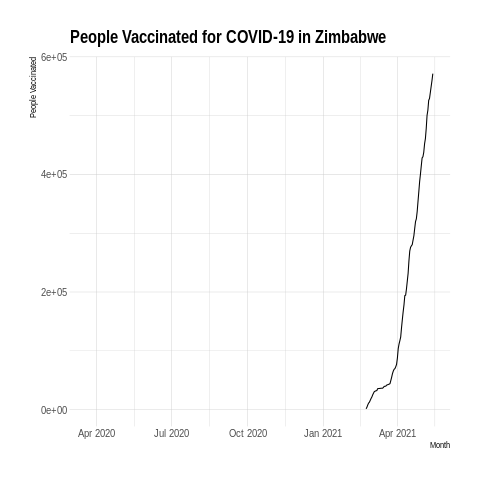 People Vaccinated for COVID-19 in Zimbabwe
People Vaccinated
6e+05
4e+05
2e+05
0e+00
Apr 2020 Jul 2020 Oct 2020 Jan 2021 Apr 2021
Month